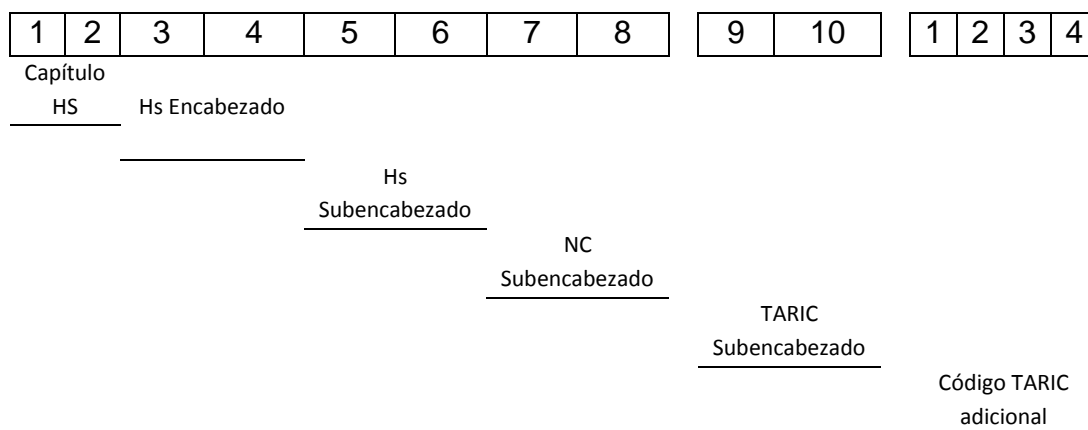 1 2 3 4 5 6 7 8 9 10 1 2 3 4
Capítulo
HS
Hs Encabezado
Hs
Subencabezado
NC
Subencabezado
TARIC
Subencabezado
Código TARIC
adicional